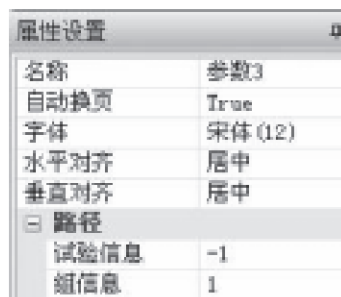 属性设置
名称 参数3
自动换页 True
字体 宋体(12)
水平对齐 居中
垂直对齐 居中
路径
试验信息 -1
组信息 1